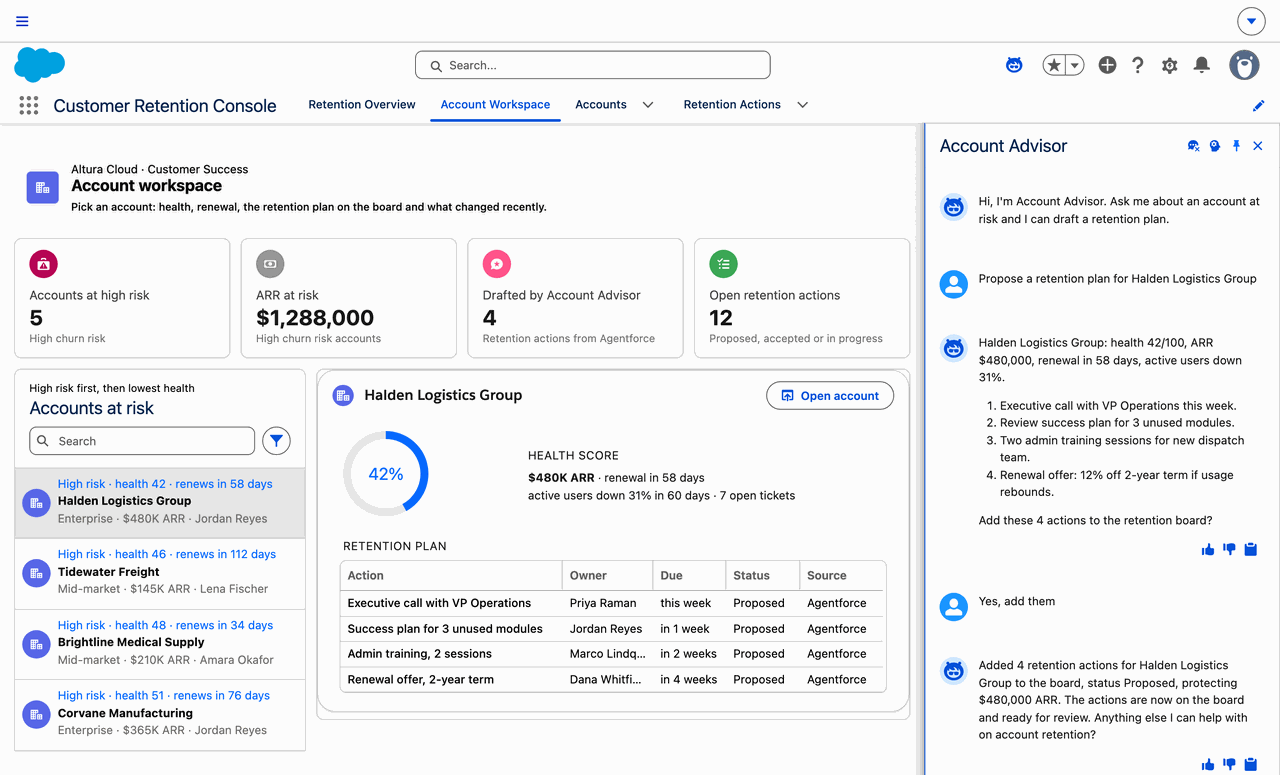 Search...
Customer Retention Console
Retention Overview
Account Workspace
Accounts
Retention Actions
Altura Cloud · Customer Success
Account workspace
Pick an account: health, renewal, the retention plan on the board and what changed recently.
Accounts at high risk
5
High churn risk
ARR at risk
$1,288,000
High churn risk accounts
Drafted by Account Advisor
4
Retention actions from Agentforce
Open retention actions
12
Proposed, accepted or in progress
High risk first, then lowest health
Accounts at risk
Search
High risk · health 42 · renews in 58 days
Halden Logistics Group
Enterprise · $480K ARR · Jordan Reyes
High risk · health 46 · renews in 112 days
Tidewater Freight
Mid-market · $145K ARR · Lena Fischer
High risk · health 48 · renews in 34 days
Brightline Medical Supply
Mid-market · $210K ARR · Amara Okafor
High risk · health 51 · renews in 76 days
Corvane Manufacturing
Enterprise · $365K ARR · Jordan Reyes
Halden Logistics Group
Open account
42%
HEALTH SCORE
$480K ARR · renewal in 58 days
active users down 31% in 60 days · 7 open tickets
RETENTION PLAN
Action Owner Due Status Source
Executive call with VP Operations Priya Raman this week Proposed Agentforce
Success plan for 3 unused modules Jordan Reyes in 1 week Proposed Agentforce
Admin training, 2 sessions Marco Lindq... in 2 weeks Proposed Agentforce
Renewal offer, 2-year term Dana Whitfi... in 4 weeks Proposed Agentforce
Account Advisor
Hi, I'm Account Advisor. Ask me about an account at
risk and I can draft a retention plan.
Propose a retention plan for Halden Logistics Group
Halden Logistics Group: health 42/100, ARR
$480,000, renewal in 58 days, active users down
31%.
1. Executive call with VP Operations this week.
2. Review success plan for 3 unused modules.
3. Two admin training sessions for new dispatch
team.
4. Renewal offer: 12% off 2-year term if usage
rebounds.
Add these 4 actions to the retention board?
Yes, add them
Added 4 retention actions for Halden Logistics
Group to the board, status Proposed, protecting
$480,000 ARR. The actions are now on the board
and ready for review. Anything else I can help with
on account retention?